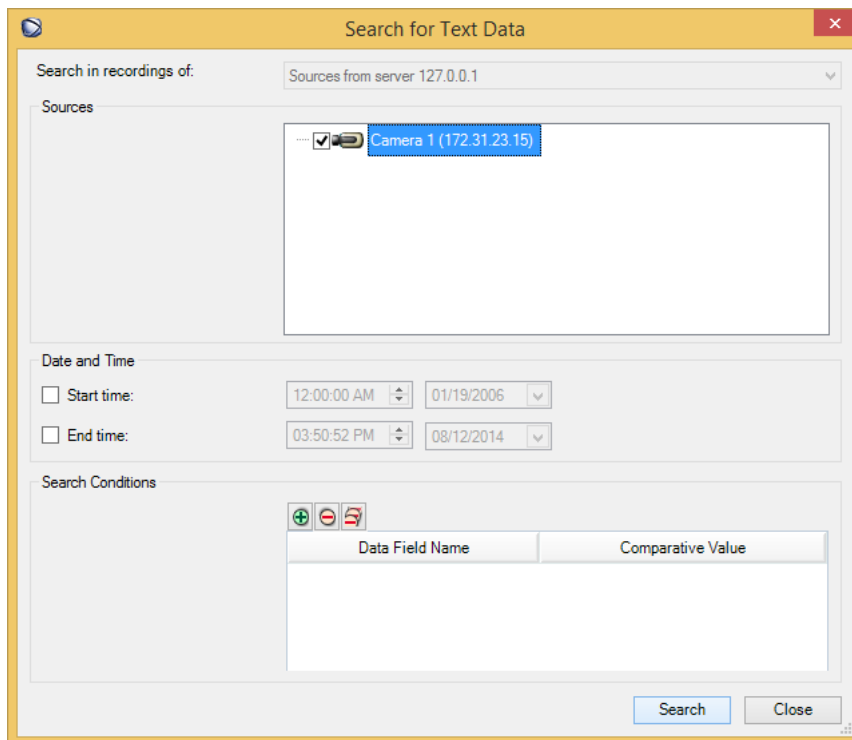 Search for Text Data
Search in recordings of: Sources from server 127.0.0.1
Sources
Camera 1 (172.31.23.15)
Date and Time
Start time: 12:00:00 AM 01/19/2006
End time: 03:50:52 PM 08/12/2014
Search Conditions
Data Field Name Comparative Value
Search Close